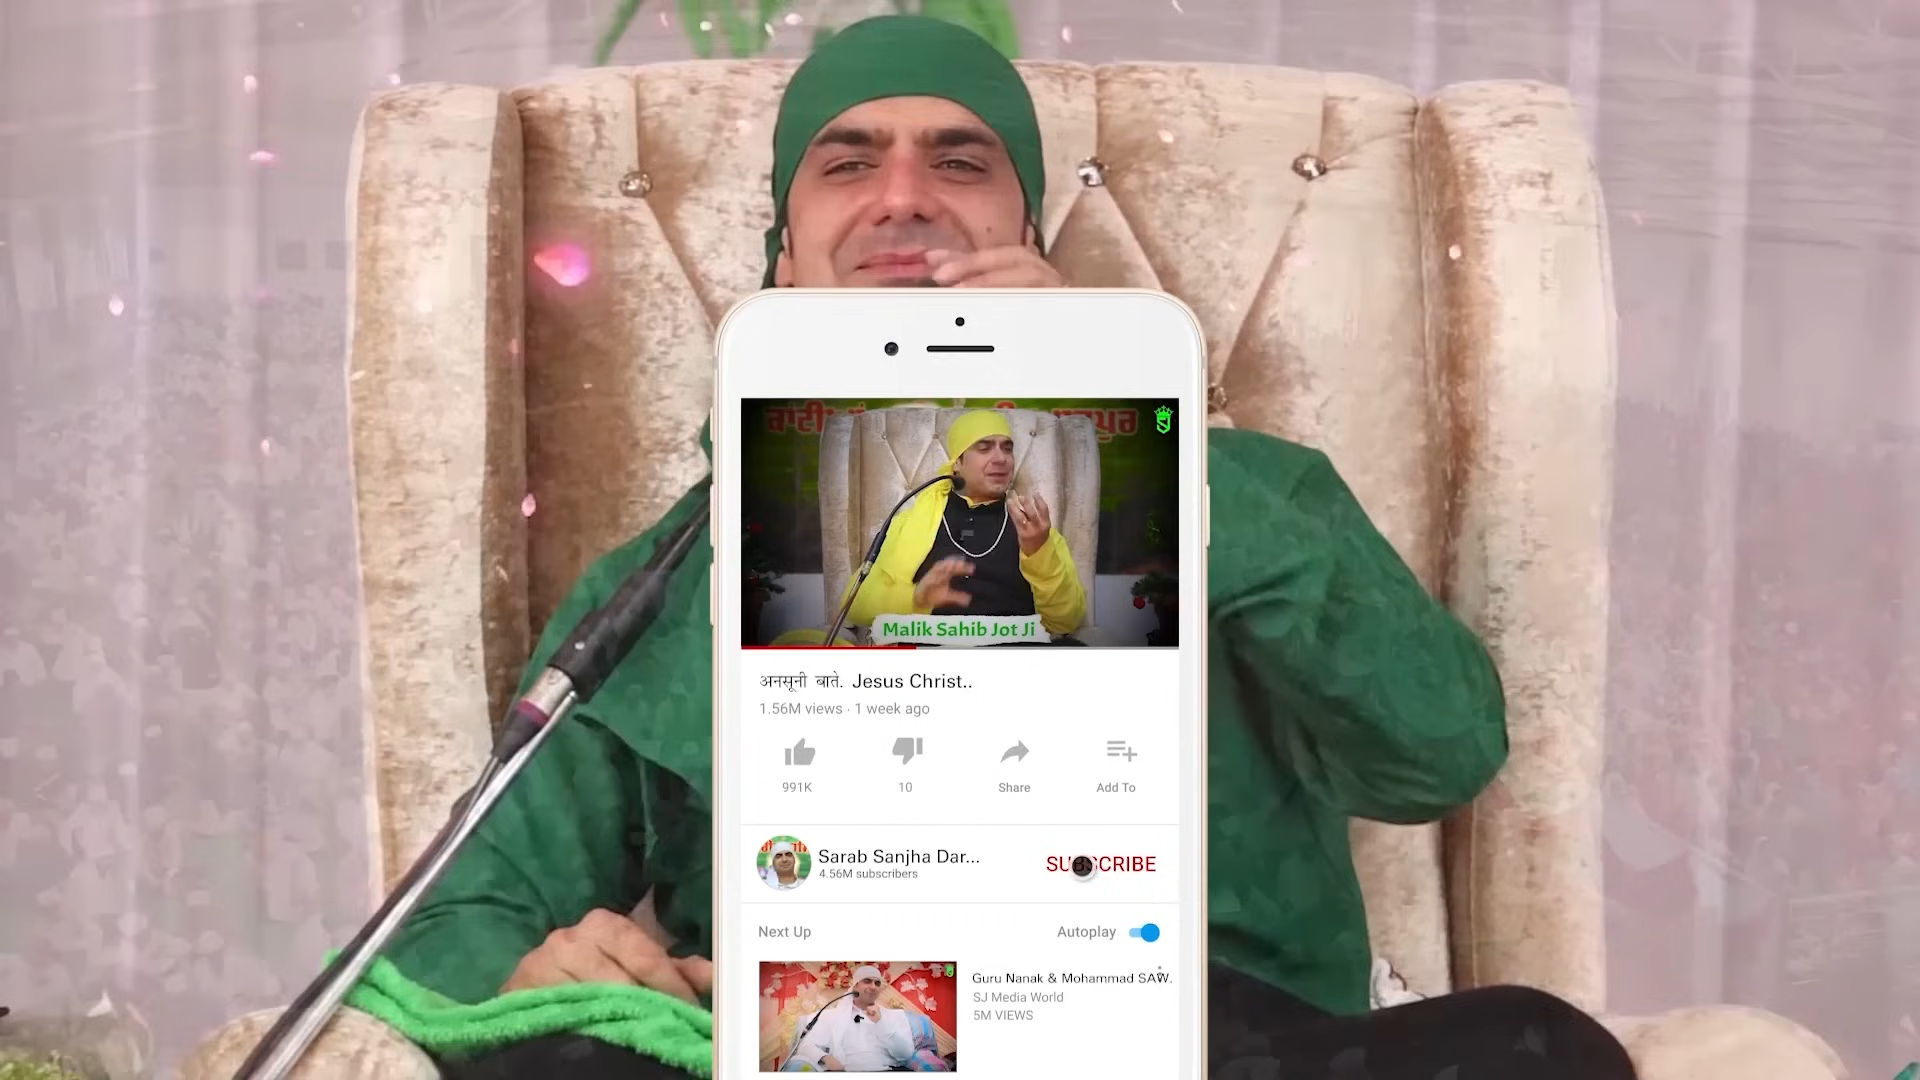 Malik Sahib Jot Ji
अनसूनी बाते. Jesus Christ..
1.56M views · 1 week ago
991K
10
Share
Add To
Sarab Sanjha Dar...
4.56M subscribers
SUBSCRIBE
Next Up
Autoplay
Guru Nanak & Mohammad SAW.
SJ Media World
5M VIEWS